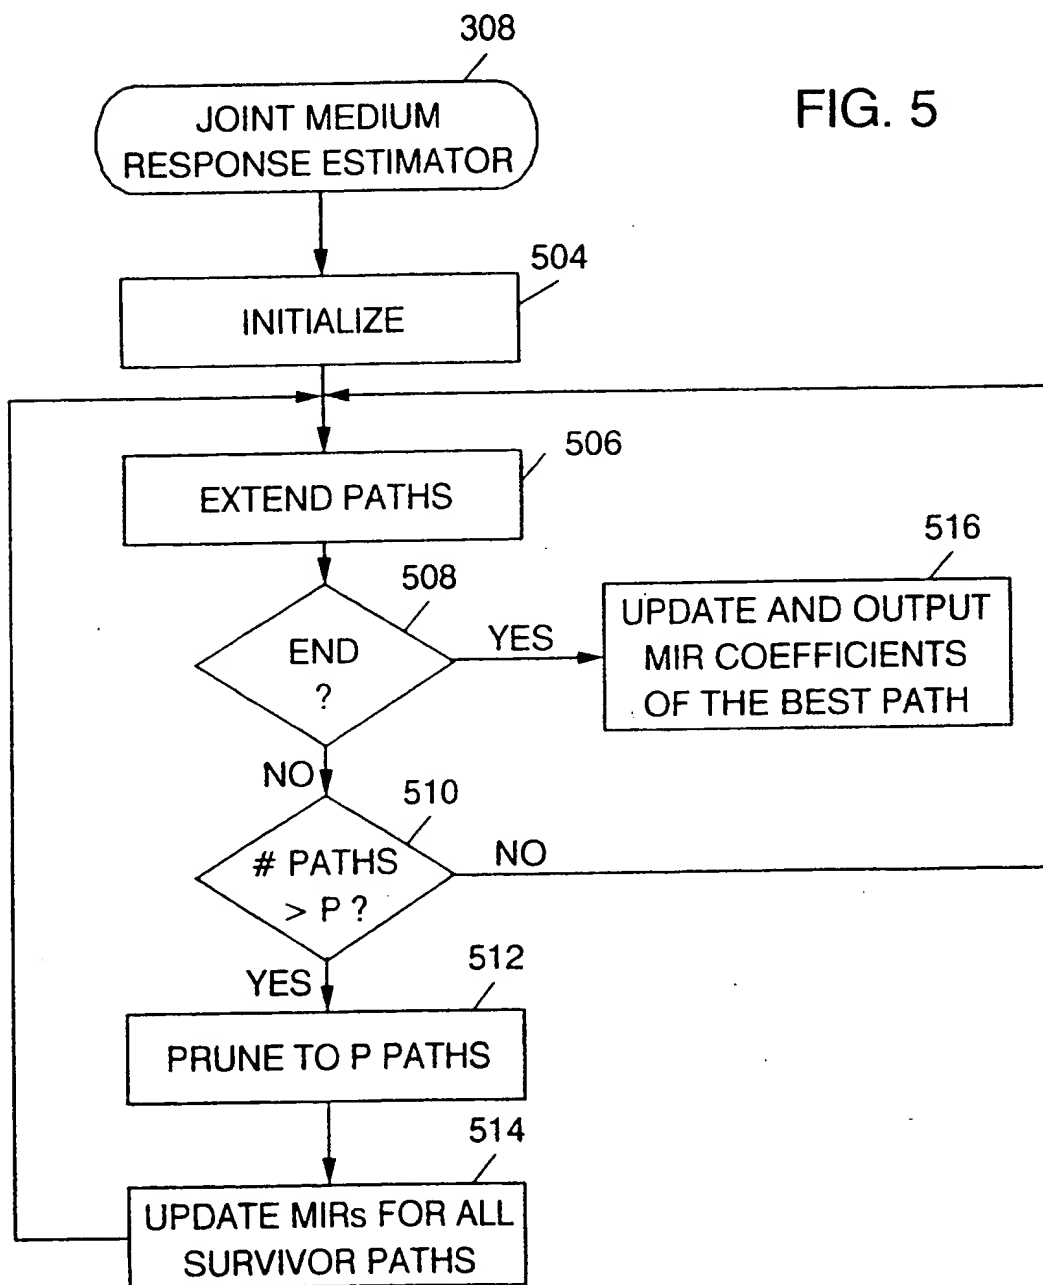 308
FIG. 5
JOINT MEDIUM
RESPONSE ESTIMATOR
504
INITIALIZE
506
EXTEND PATHS
516
508
UPDATE AND OUTPUT
MIR COEFFICIENTS
OF THE BEST PATH
END
?
YES
NO
510
# PATHS
> P ?
NO
YES
512
PRUNE TO P PATHS
514
UPDATE MIRs FOR ALL
SURVIVOR PATHS